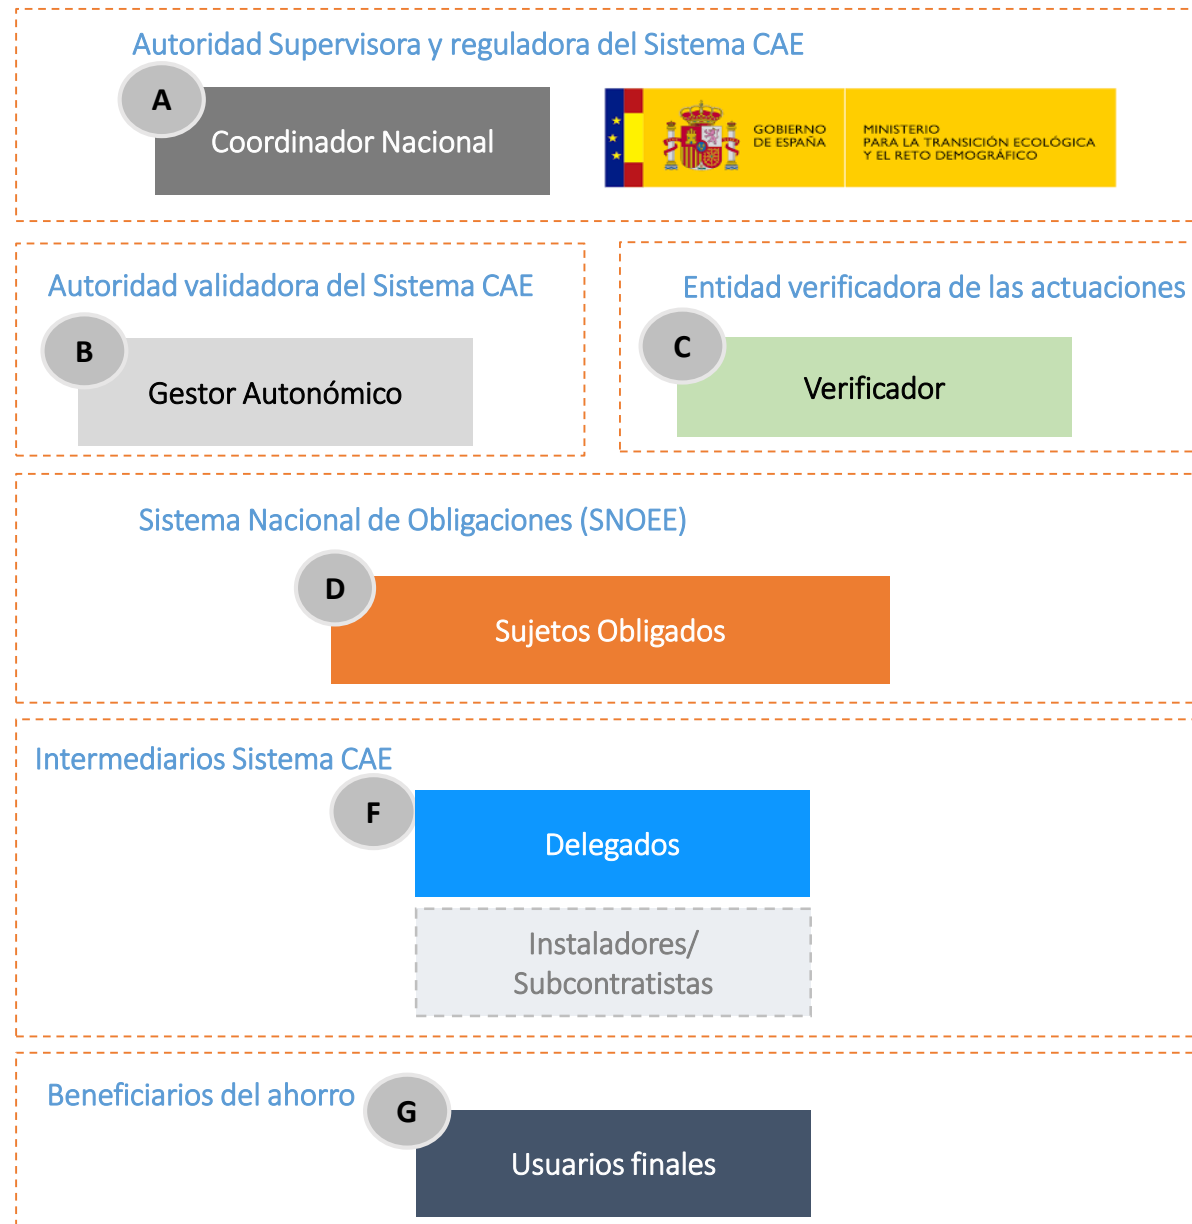 Autoridad Supervisora y reguladora del Sistema CAE
A
Coordinador Nacional
GOBIERNO
DE ESPAÑA
MINISTERIO
PARA LA TRANSICIÓN ECOLÓGICA
Y EL RETO DEMOGRÁFICO
Autoridad validadora del Sistema CAE
B
Gestor Autonómico
Entidad verificadora de las actuaciones
C
Verificador
Sistema Nacional de Obligaciones (SNOEE)
D
Sujetos Obligados
Intermediarios Sistema CAE
F
Delegados
Instaladores/
Subcontratistas
Beneficiarios del ahorro
G
Usuarios finales